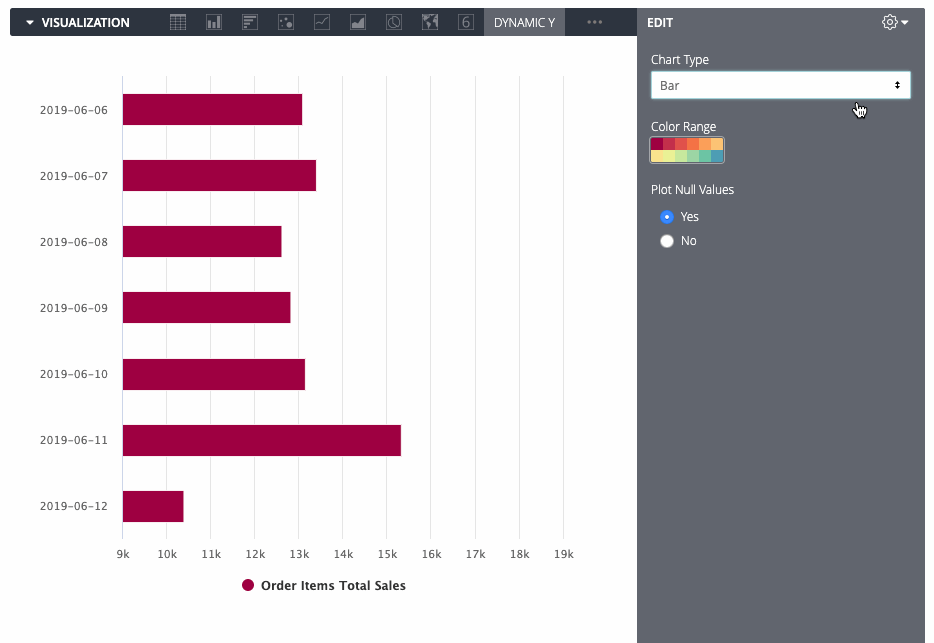 VISUALIZATION
6
DYNAMIC Y
EDIT
Chart Type
Bar
Color Range
Plot Null Values
Yes
No
2019-06-06
2019-06-07
2019-06-08
2019-06-09
2019-06-10
2019-06-11
2019-06-12
9k 10k 11k 12k 13k 14k 15k 16k 17k 18k 19k
Order Items Total Sales